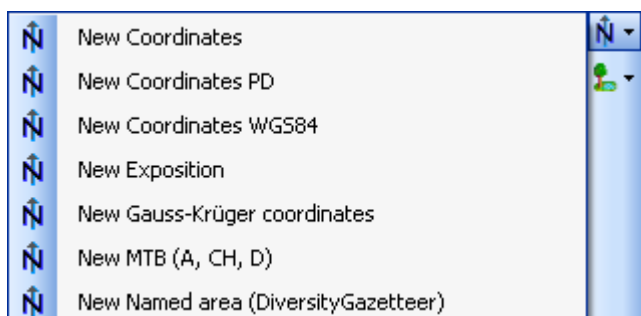 New Coordinates
New Coordinates PD
New Coordinates WGS84
New Exposition
New Gauss-Krüger coordinates
New MTB (A, CH, D)
New Named area (DiversityGazetteer)